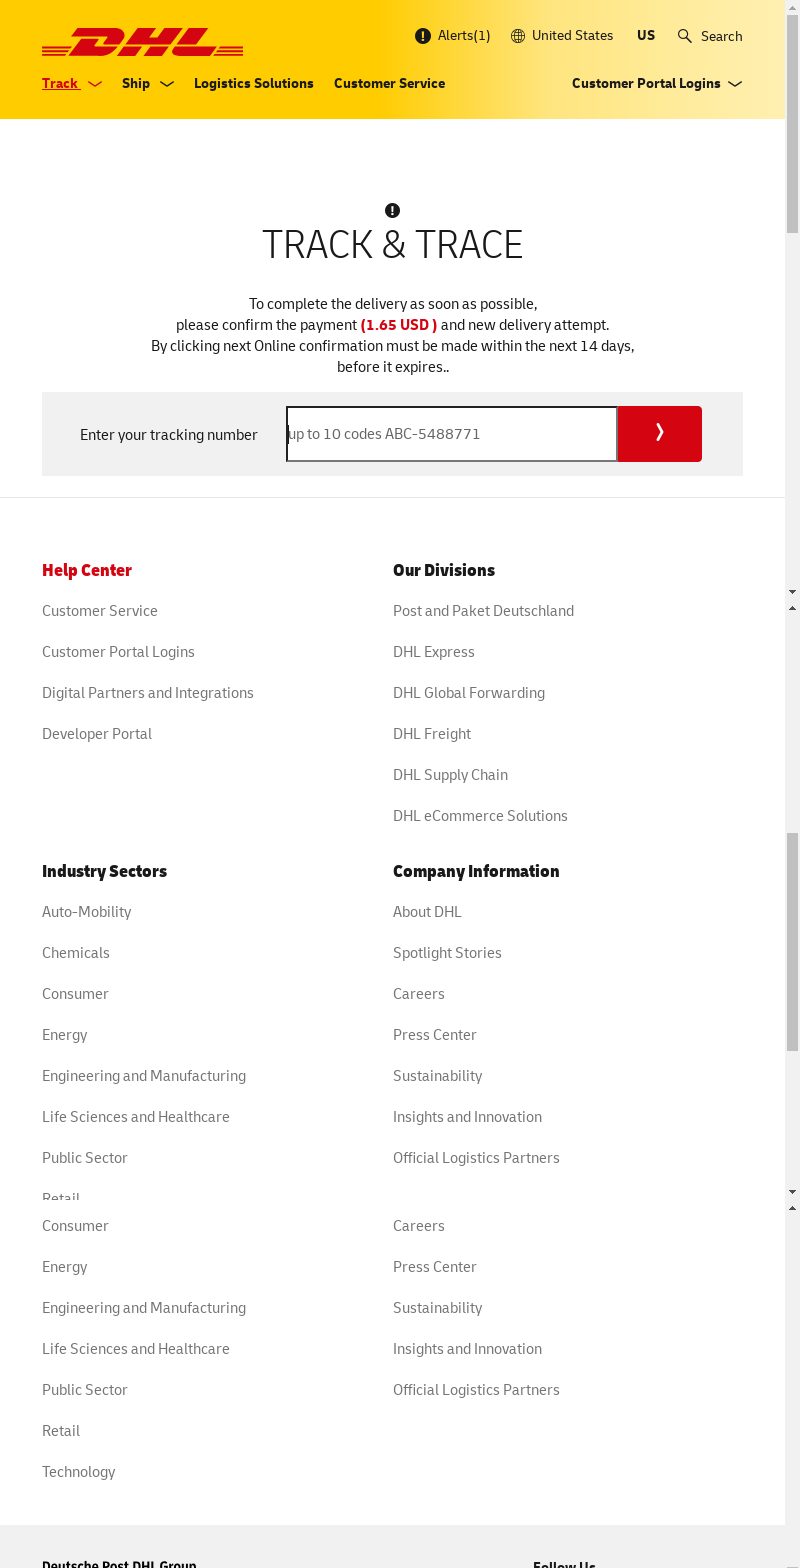 DHL
Alerts(1) United States US Search
Track Ship Logistics Solutions Customer Service Customer Portal Logins
TRACK & TRACE
To complete the delivery as soon as possible,
please confirm the payment (1.65 USD ) and new delivery attempt.
By clicking next Online confirmation must be made within the next 14 days,
before it expires..
Enter your tracking number up to 10 codes ABC-5488771
Help Center
Customer Service
Customer Portal Logins
Digital Partners and Integrations
Developer Portal
Our Divisions
Post and Paket Deutschland
DHL Express
DHL Global Forwarding
DHL Freight
DHL Supply Chain
DHL eCommerce Solutions
Industry Sectors
Auto-Mobility
Chemicals
Consumer
Energy
Engineering and Manufacturing
Life Sciences and Healthcare
Public Sector
Retail
Company Information
About DHL
Spotlight Stories
Careers
Press Center
Sustainability
Insights and Innovation
Official Logistics Partners
Consumer
Energy
Engineering and Manufacturing
Life Sciences and Healthcare
Public Sector
Retail
Technology
Careers
Press Center
Sustainability
Insights and Innovation
Official Logistics Partners
Deutsche Post DHL Group
Follow Us